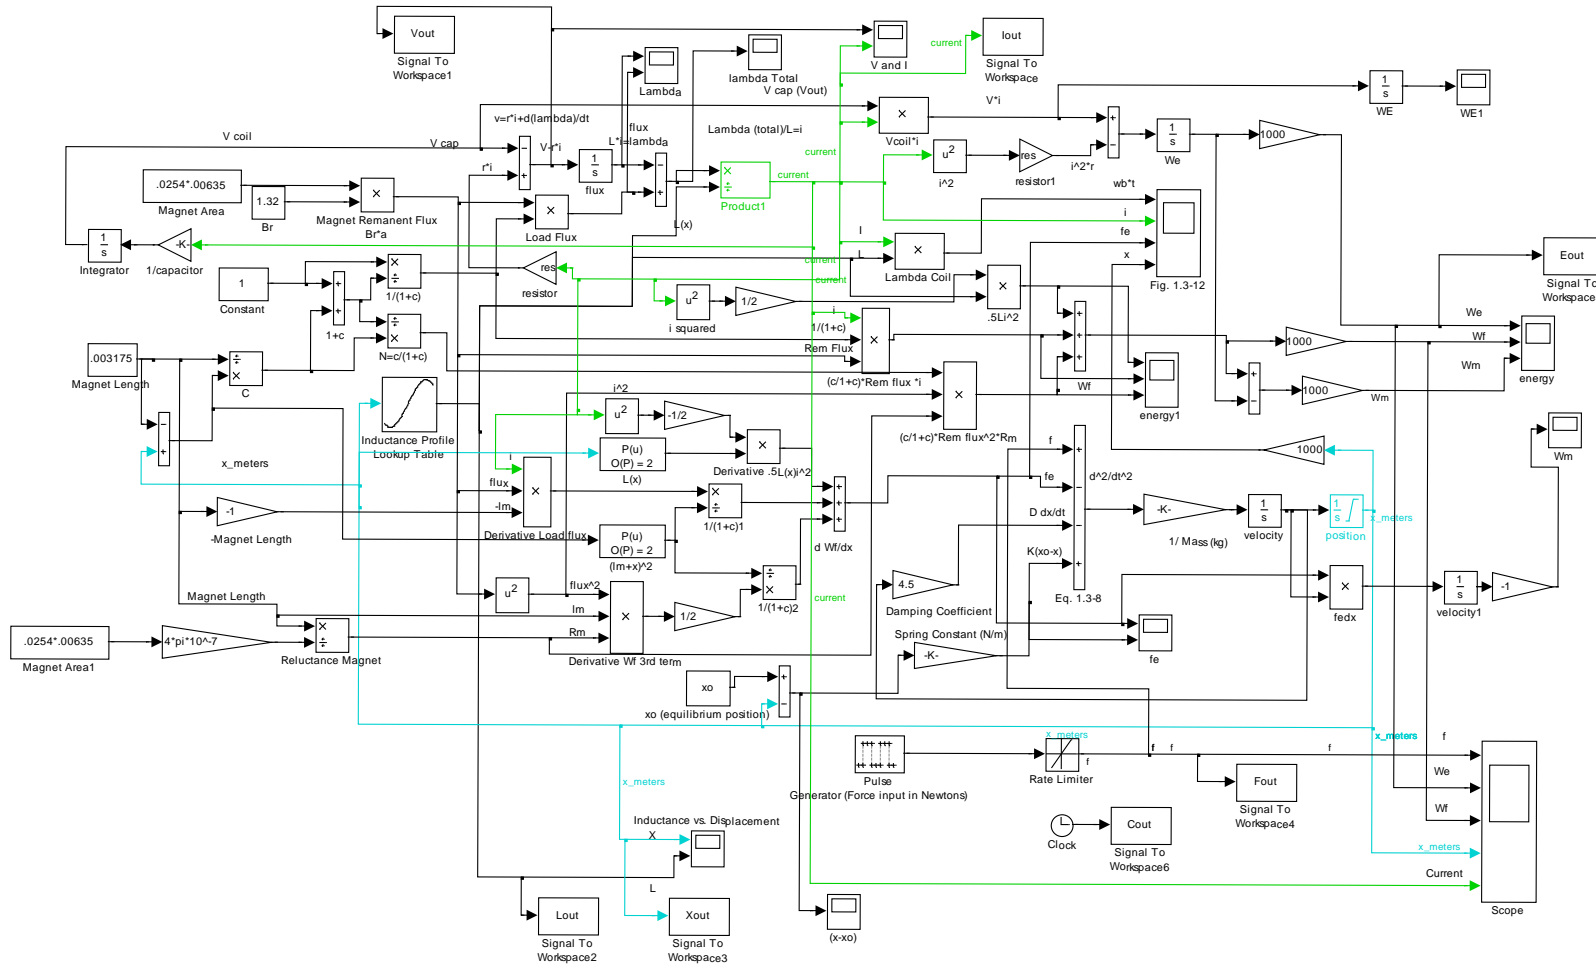 Vout
Signal To
Workspace1
Lambda
lambda Total
V cap (Vout)
V and I
current
Iout
Signal To
Workspace
V*i
1
s
WE
WE1
V coil
V cap
v=r*i+d(lambda)/dt
V-r*i
r*i
flux
L*i=lambda
Lambda (total)/L=i
current
×
Vcoil*i
u²
i^2
res
resistor1
i^2*r
+
−
1
s
We
1000
.0254*.00635
Magnet Area
1.32
Br
×
Magnet Remanent Flux
Br*a
−
+
1
s
flux
−
+
×
Load Flux
×
÷
Product1
current
L(x)
wb*t
i
fe
x
Fig. 1.3-12
1
s
Integrator
-K-
1/capacitor
I
L
×
Lambda Coil
current
current
Eout
Signal To
Workspace
1
Constant
+
+
1+c
×
÷
1/(1+c)
÷
×
N=c/(1+c)
res
resistor
u²
i squared
1/2
×
.5Li^2
i
1/(1+c)
Rem Flux
×
(c/1+c)*Rem flux *i
+
+
+
Wf
energy1
1000
+
−
1000
Wm
We
Wf
Wm
energy
.003175
Magnet Length
÷
×
C
−
+
x_meters
Inductance Profile
Lookup Table
i^2
u²
-1/2
P(u)
O(P) = 2
L(x)
×
Derivative .5L(x)i^2
×
(c/1+c)*Rem flux^2*Rm
1000
Wm
i
flux
-lm
×
Derivative Load flux
×
÷
1/(1+c)1
+
+
+
d Wf/dx
-1
-Magnet Length
P(u)
O(P) = 2
(lm+x)^2
÷
×
1/(1+c)2
f
fe
D dx/dt
K(xo-x)
+
−
−
+
Eq. 1.3-8
d^2/dt^2
-K-
1/ Mass (kg)
1
s
velocity
1
s
position
x_meters
4.5
Damping Coefficient
×
fedx
1
s
velocity1
-1
Magnet Length
u²
flux^2
lm
Rm
×
Derivative Wf 3rd term
1/2
current
.0254*.00635
Magnet Area1
4*pi*10^-7
×
÷
Reluctance Magnet
Spring Constant (N/m)
-K-
fe
xo
xo (equilibrium position)
+
−
x_meters
x_meters
Pulse
Generator (Force input in Newtons)
Rate Limiter
f
f
f
f
f
Fout
Signal To
Workspace4
f
We
Wf
x_meters
Current
Scope
x_meters
Inductance vs. Displacement
X
L
Clock
Cout
Signal To
Workspace6
Lout
Signal To
Workspace2
Xout
Signal To
Workspace3
(x-xo)